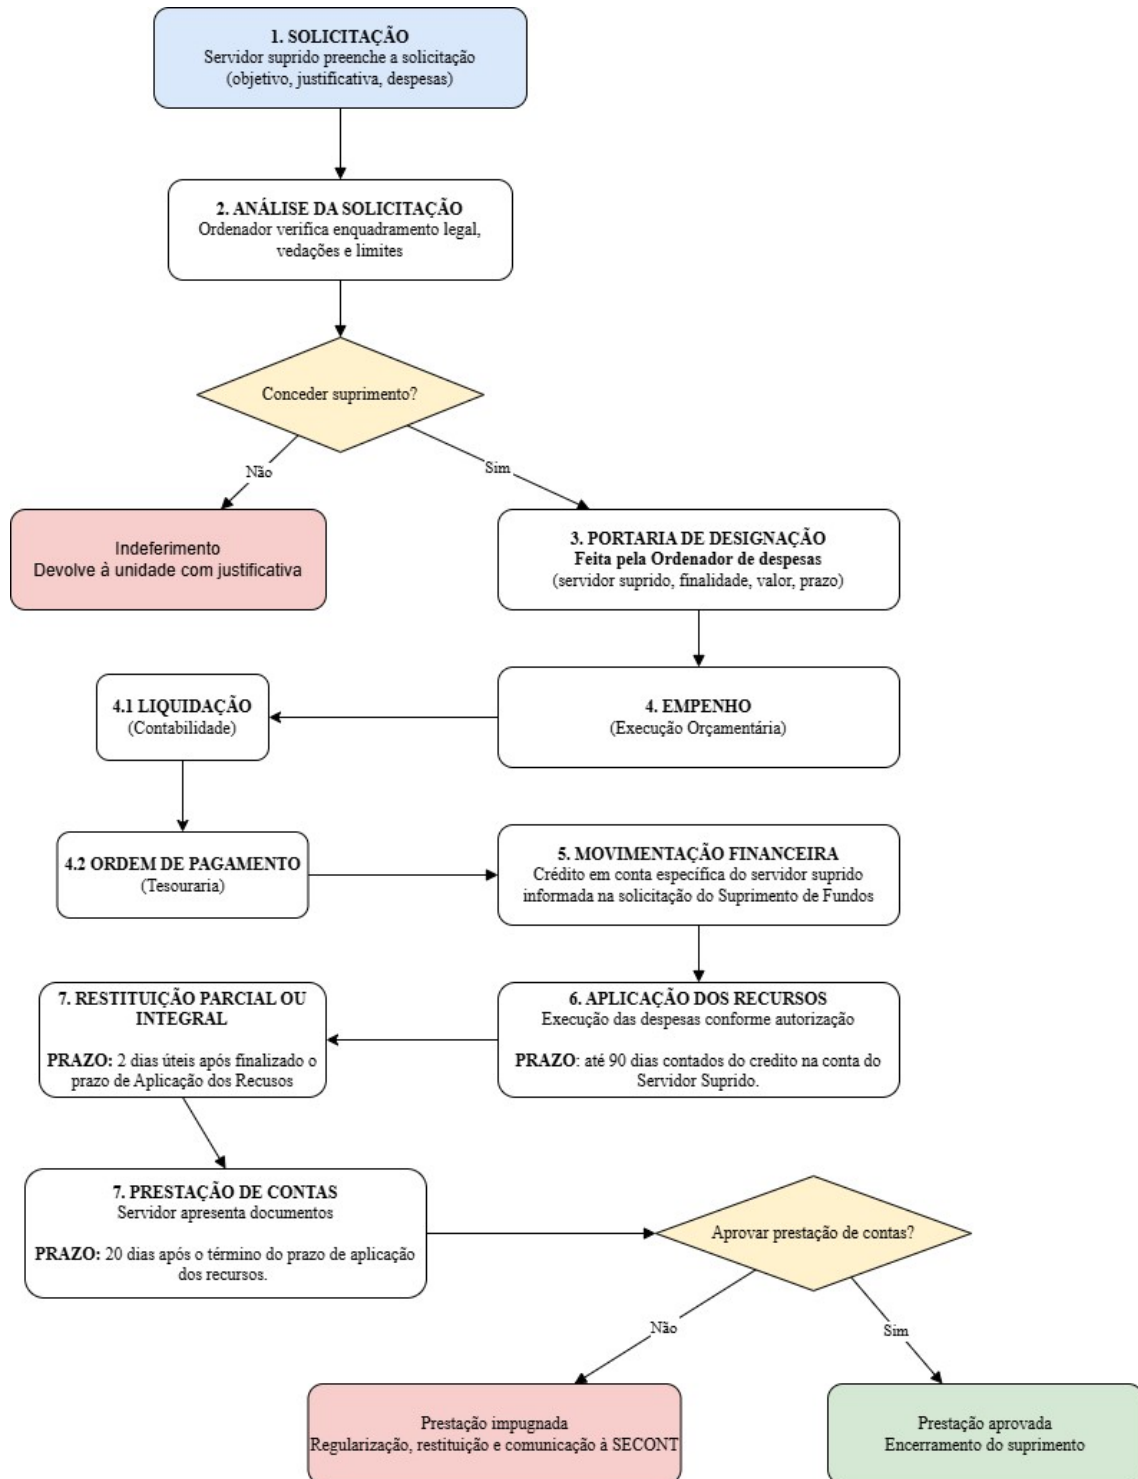 1. SOLICITAÇÃO
Servidor suprido preenche a solicitação
(objetivo, justificativa, despesas)
2. ANÁLISE DA SOLICITAÇÃO
Ordenador verifica enquadramento legal,
vedações e limites
Conceder suprimento?
Não
Sim
Indeferimento
Devolve à unidade com justificativa
3. PORTARIA DE DESIGNAÇÃO
Feita pela Ordenador de despesas
(servidor suprido, finalidade, valor, prazo)
4. EMPENHO
(Execução Orçamentária)
4.1 LIQUIDAÇÃO
(Contabilidade)
4.2 ORDEM DE PAGAMENTO
(Tesouraria)
5. MOVIMENTAÇÃO FINANCEIRA
Crédito em conta específica do servidor suprido
informada na solicitação do Suprimento de Fundos
6. APLICAÇÃO DOS RECURSOS
Execução das despesas conforme autorização
PRAZO: até 90 dias contados do credito na conta do
Servidor Suprido.
7. RESTITUIÇÃO PARCIAL OU
INTEGRAL
PRAZO: 2 dias úteis após finalizado o
prazo de Aplicação dos Recusos
7. PRESTAÇÃO DE CONTAS
Servidor apresenta documentos
PRAZO: 20 dias após o término do prazo de aplicação
dos recursos.
Aprovar prestação de contas?
Não
Sim
Prestação impugnada
Regularização, restituição e comunicação à SECONT
Prestação aprovada
Encerramento do suprimento